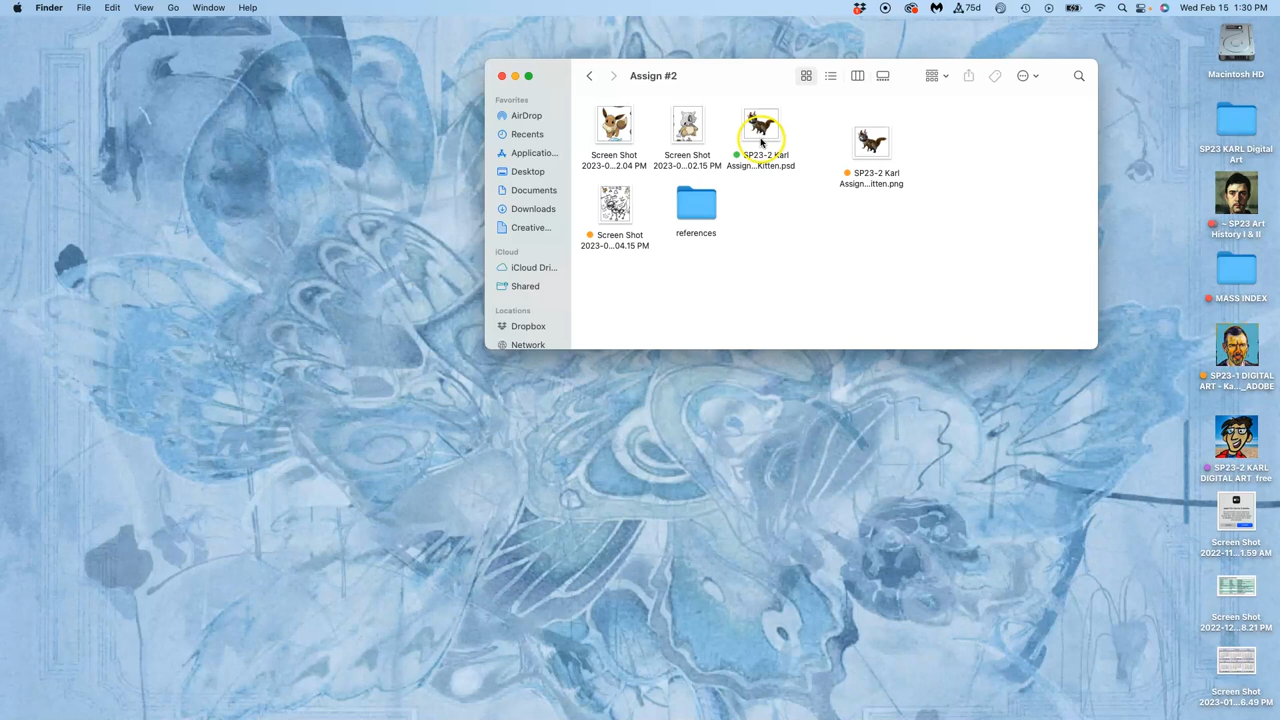 Finder File Edit View Go Window Help
75d
Wed Feb 15 1:30 PM
Assign #2
Favorites
AirDrop
Recents
Applicatio...
Desktop
Documents
Downloads
Creative...
iCloud
iCloud Dri...
Shared
Locations
Dropbox
Network
Screen Shot
2023-0...2.04 PM
Screen Shot
2023-0...02.15 PM
SP23-2 Karl
Assign...Kitten.psd
SP23-2 Karl
Assign...itten.png
Screen Shot
2023-0...04.15 PM
references
Macintosh HD
SP23 KARL Digital
Art
~ SP23 Art
History I & II
MASS INDEX
SP23-1 DIGITAL
ART - Ka..._ADOBE
SP23-2 KARL
DIGITAL ART free
Screen Shot
2022-11...1.59 AM
Screen Shot
2022-12...8.21 PM
Screen Shot
2023-01...6.49 PM